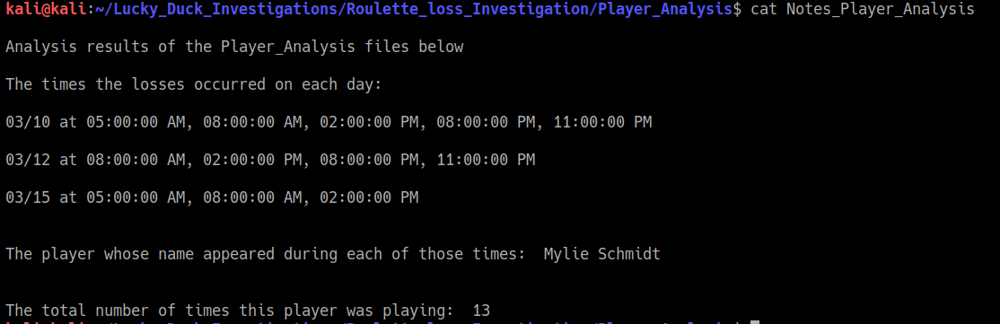 kali@kali:~/Lucky_Duck_Investigations/Roulette_loss_Investigation/Player_Analysis$ cat Notes_Player_Analysis
Analysis results of the Player_Analysis files below
The times the losses occurred on each day:
03/10 at 05:00:00 AM, 08:00:00 AM, 02:00:00 PM, 08:00:00 PM, 11:00:00 PM
03/12 at 08:00:00 AM, 02:00:00 PM, 08:00:00 PM, 11:00:00 PM
03/15 at 05:00:00 AM, 08:00:00 AM, 02:00:00 PM
The player whose name appeared during each of those times:  Mylie Schmidt
The total number of times this player was playing:  13